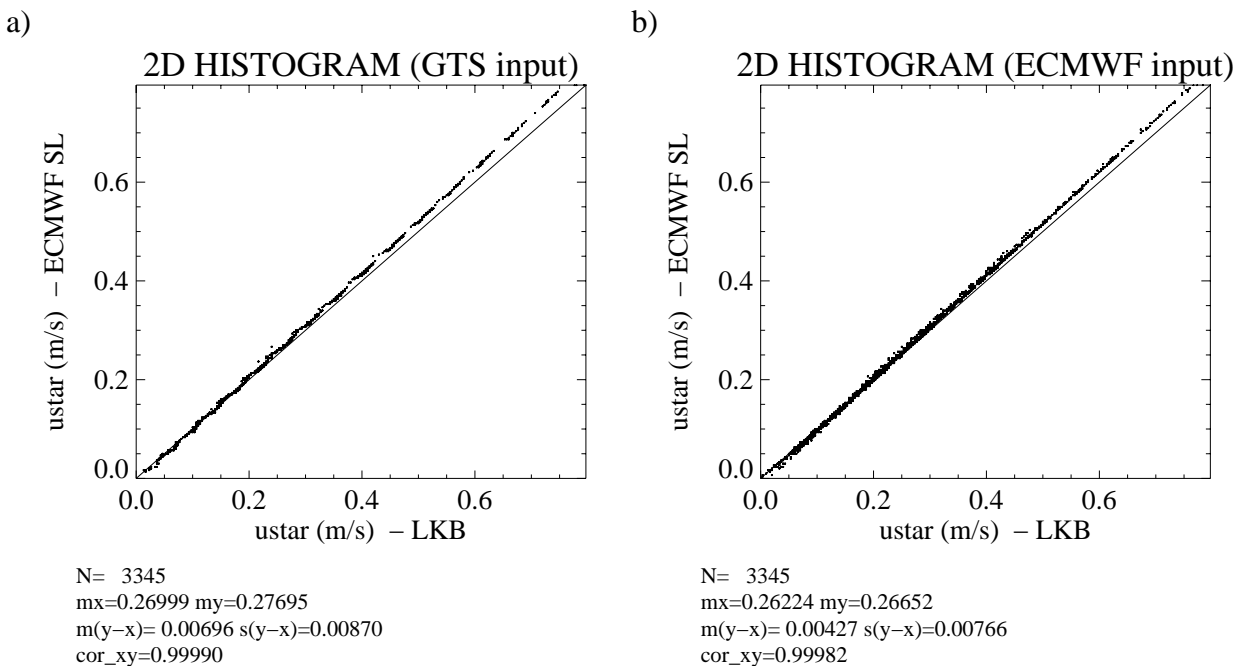 a)
2D HISTOGRAM (GTS input)
ustar (m/s) − ECMWF SL
0.6
0.4
0.2
0.0
0.0 0.2 0.4 0.6
ustar (m/s) − LKB
N= 3345
mx=0.26999 my=0.27695
m(y−x)= 0.00696 s(y−x)=0.00870
cor_xy=0.99990
b)
2D HISTOGRAM (ECMWF input)
ustar (m/s) − ECMWF SL
0.6
0.4
0.2
0.0
0.0 0.2 0.4 0.6
ustar (m/s) − LKB
N= 3345
mx=0.26224 my=0.26652
m(y−x)= 0.00427 s(y−x)=0.00766
cor_xy=0.99982